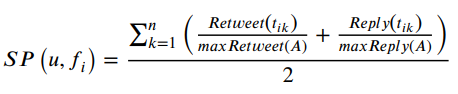 SP (u, f_i) = \frac{\sum_{k=1}^{n} \left( \frac{Retweet(t_{ik})}{maxRetweet(A)} + \frac{Reply(t_{ik})}{maxReply(A)} \right)}{2}